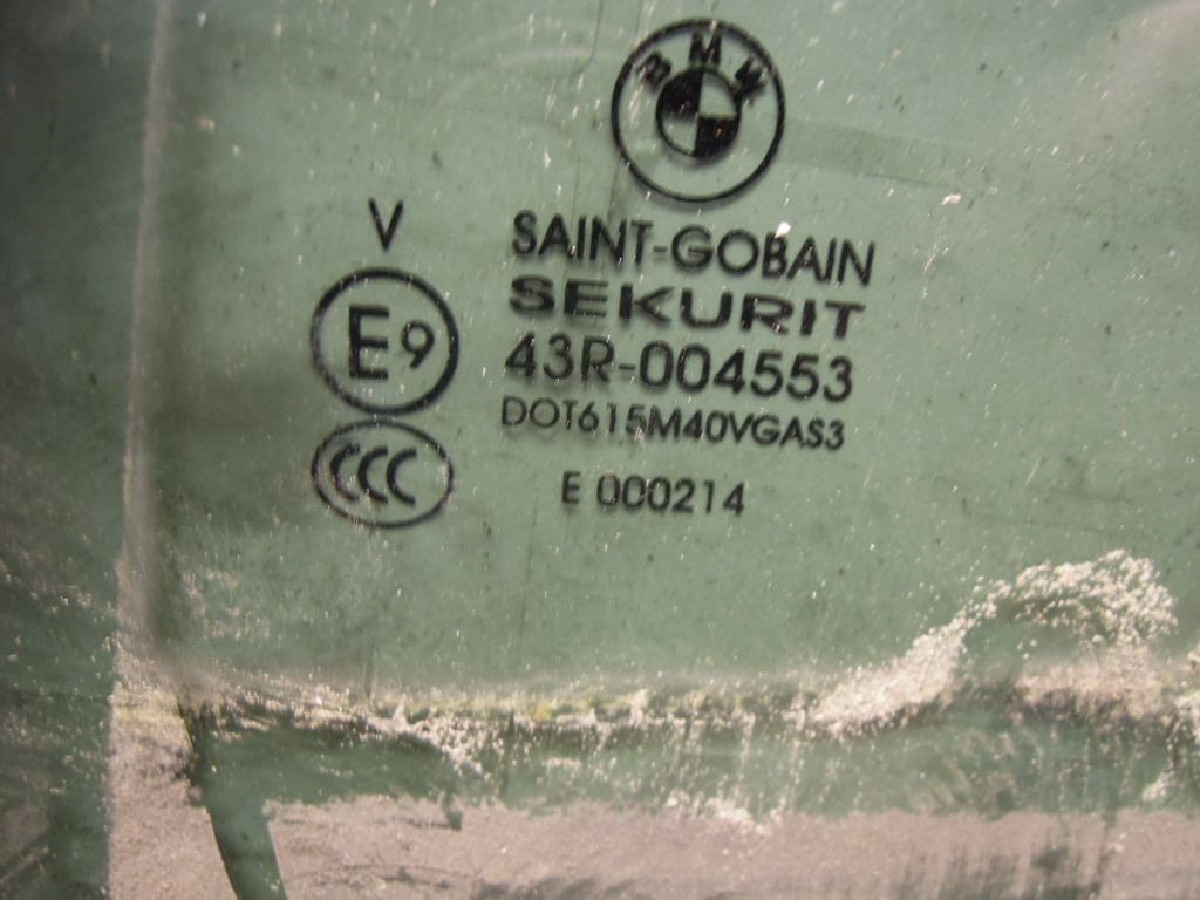 BMW
V
SAINT-GOBAIN
SEKURIT
E9
43R-004553
DOT615M40VGAS3
CCC
E 000214